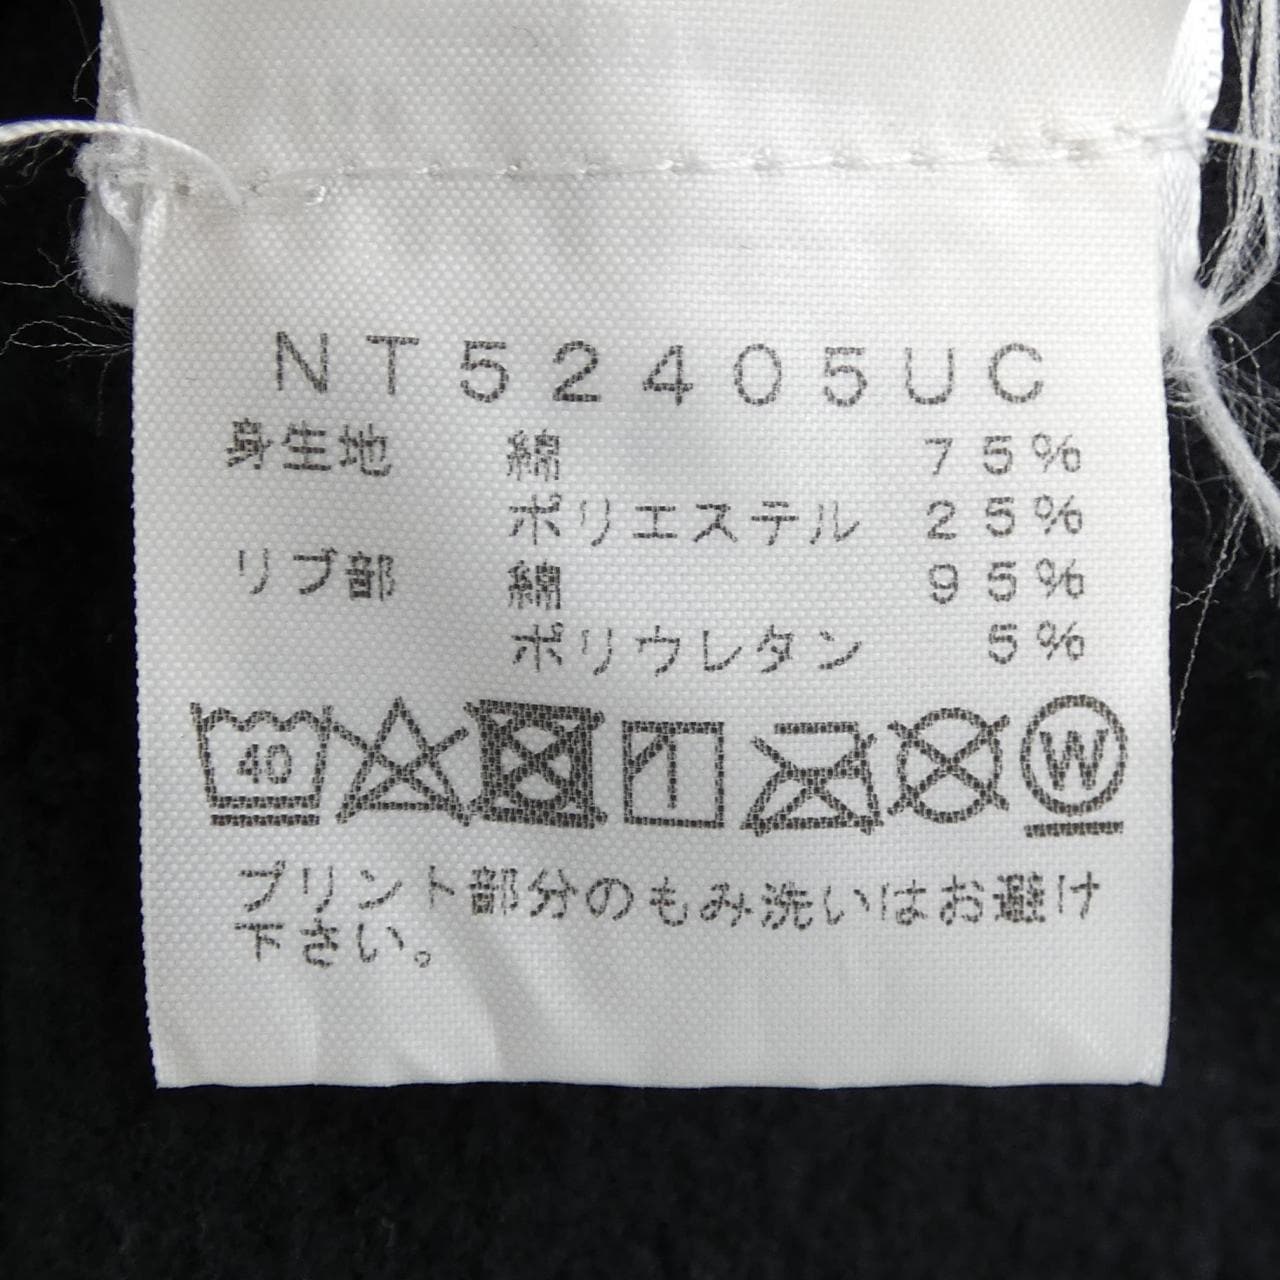 NT52405UC
身生地 綿 75%
ポリエステル 25%
リブ部 綿 95%
ポリウレタン 5%
40 W
プリント部分のもみ洗いはお避け
下さい。